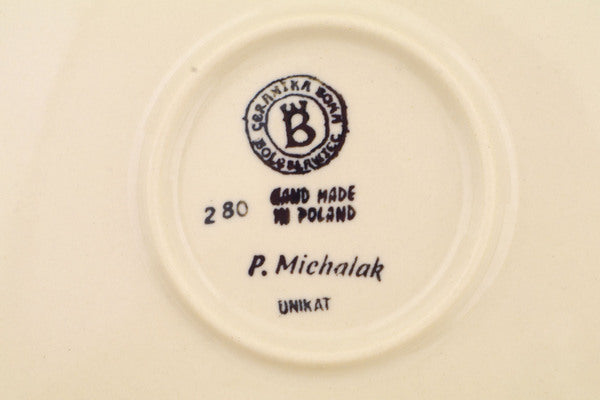 CERAMIKA BONA
B
BOLESŁAWIEC
280
HAND MADE
IN POLAND
P. Michalak
UNIKAT